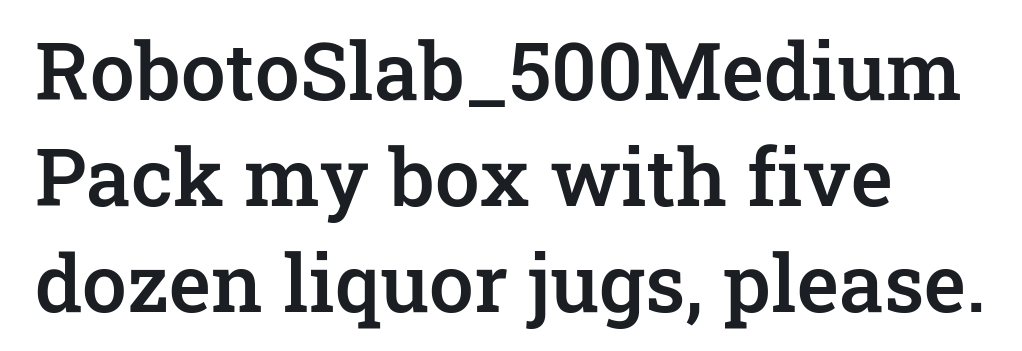 RobotoSlab_500Medium
Pack my box with five
dozen liquor jugs, please.